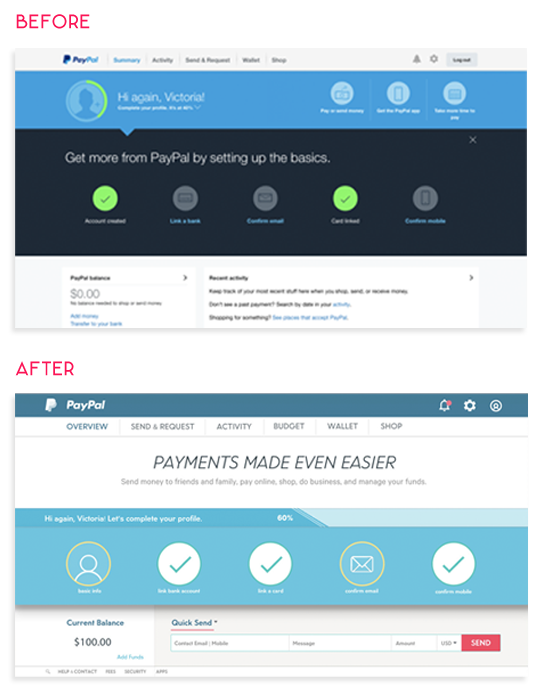 BEFORE
PayPal Summary Activity Send & Request Wallet Shop Log out
Hi again, Victoria!
Complete your profile. It's at 40%
Pay or send money Get the PayPal app Take more time to pay
Get more from PayPal by setting up the basics.
Account created Link a bank Confirm email Card linked Confirm mobile
PayPal balance
$0.00
No balance needed to shop or send money
Add money
Transfer to your bank
Recent activity
Keep track of your most recent stuff here when you shop, send, or receive money.
Don't see a past payment? Search by date in your activity.
Shopping for something? See places that accept PayPal.
AFTER
PayPal
OVERVIEW SEND & REQUEST ACTIVITY BUDGET WALLET SHOP
PAYMENTS MADE EVEN EASIER
Send money to friends and family, pay online, shop, do business, and manage your funds.
Hi again, Victoria! Let's complete your profile. 60%
basic info link bank account link a card confirm email confirm mobile
Current Balance
$100.00
Add Funds
Quick Send
Contact Email | Mobile Message Amount USD SEND
HELP & CONTACT FEES SECURITY APPS